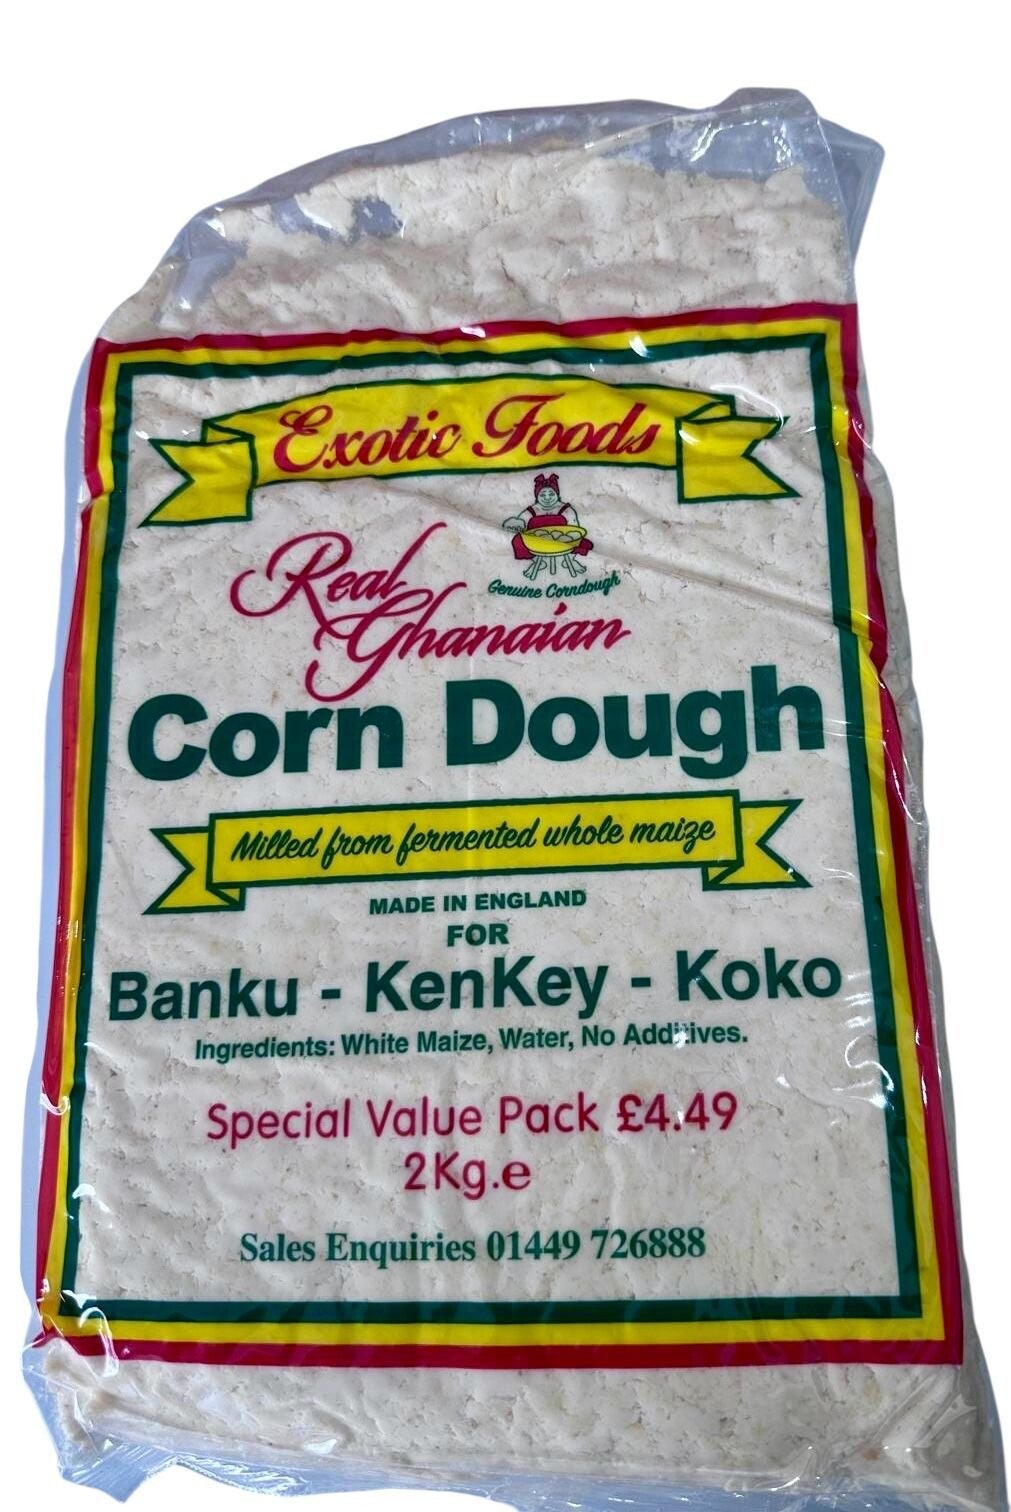 Exotic Foods
Genuine Corndough
Real
Ghanaian
Corn Dough
Milled from fermented whole maize
MADE IN ENGLAND
FOR
Banku - KenKey - Koko
Ingredients: White Maize, Water, No Additives.
Special Value Pack £4.49
2Kg.e
Sales Enquiries 01449 726888